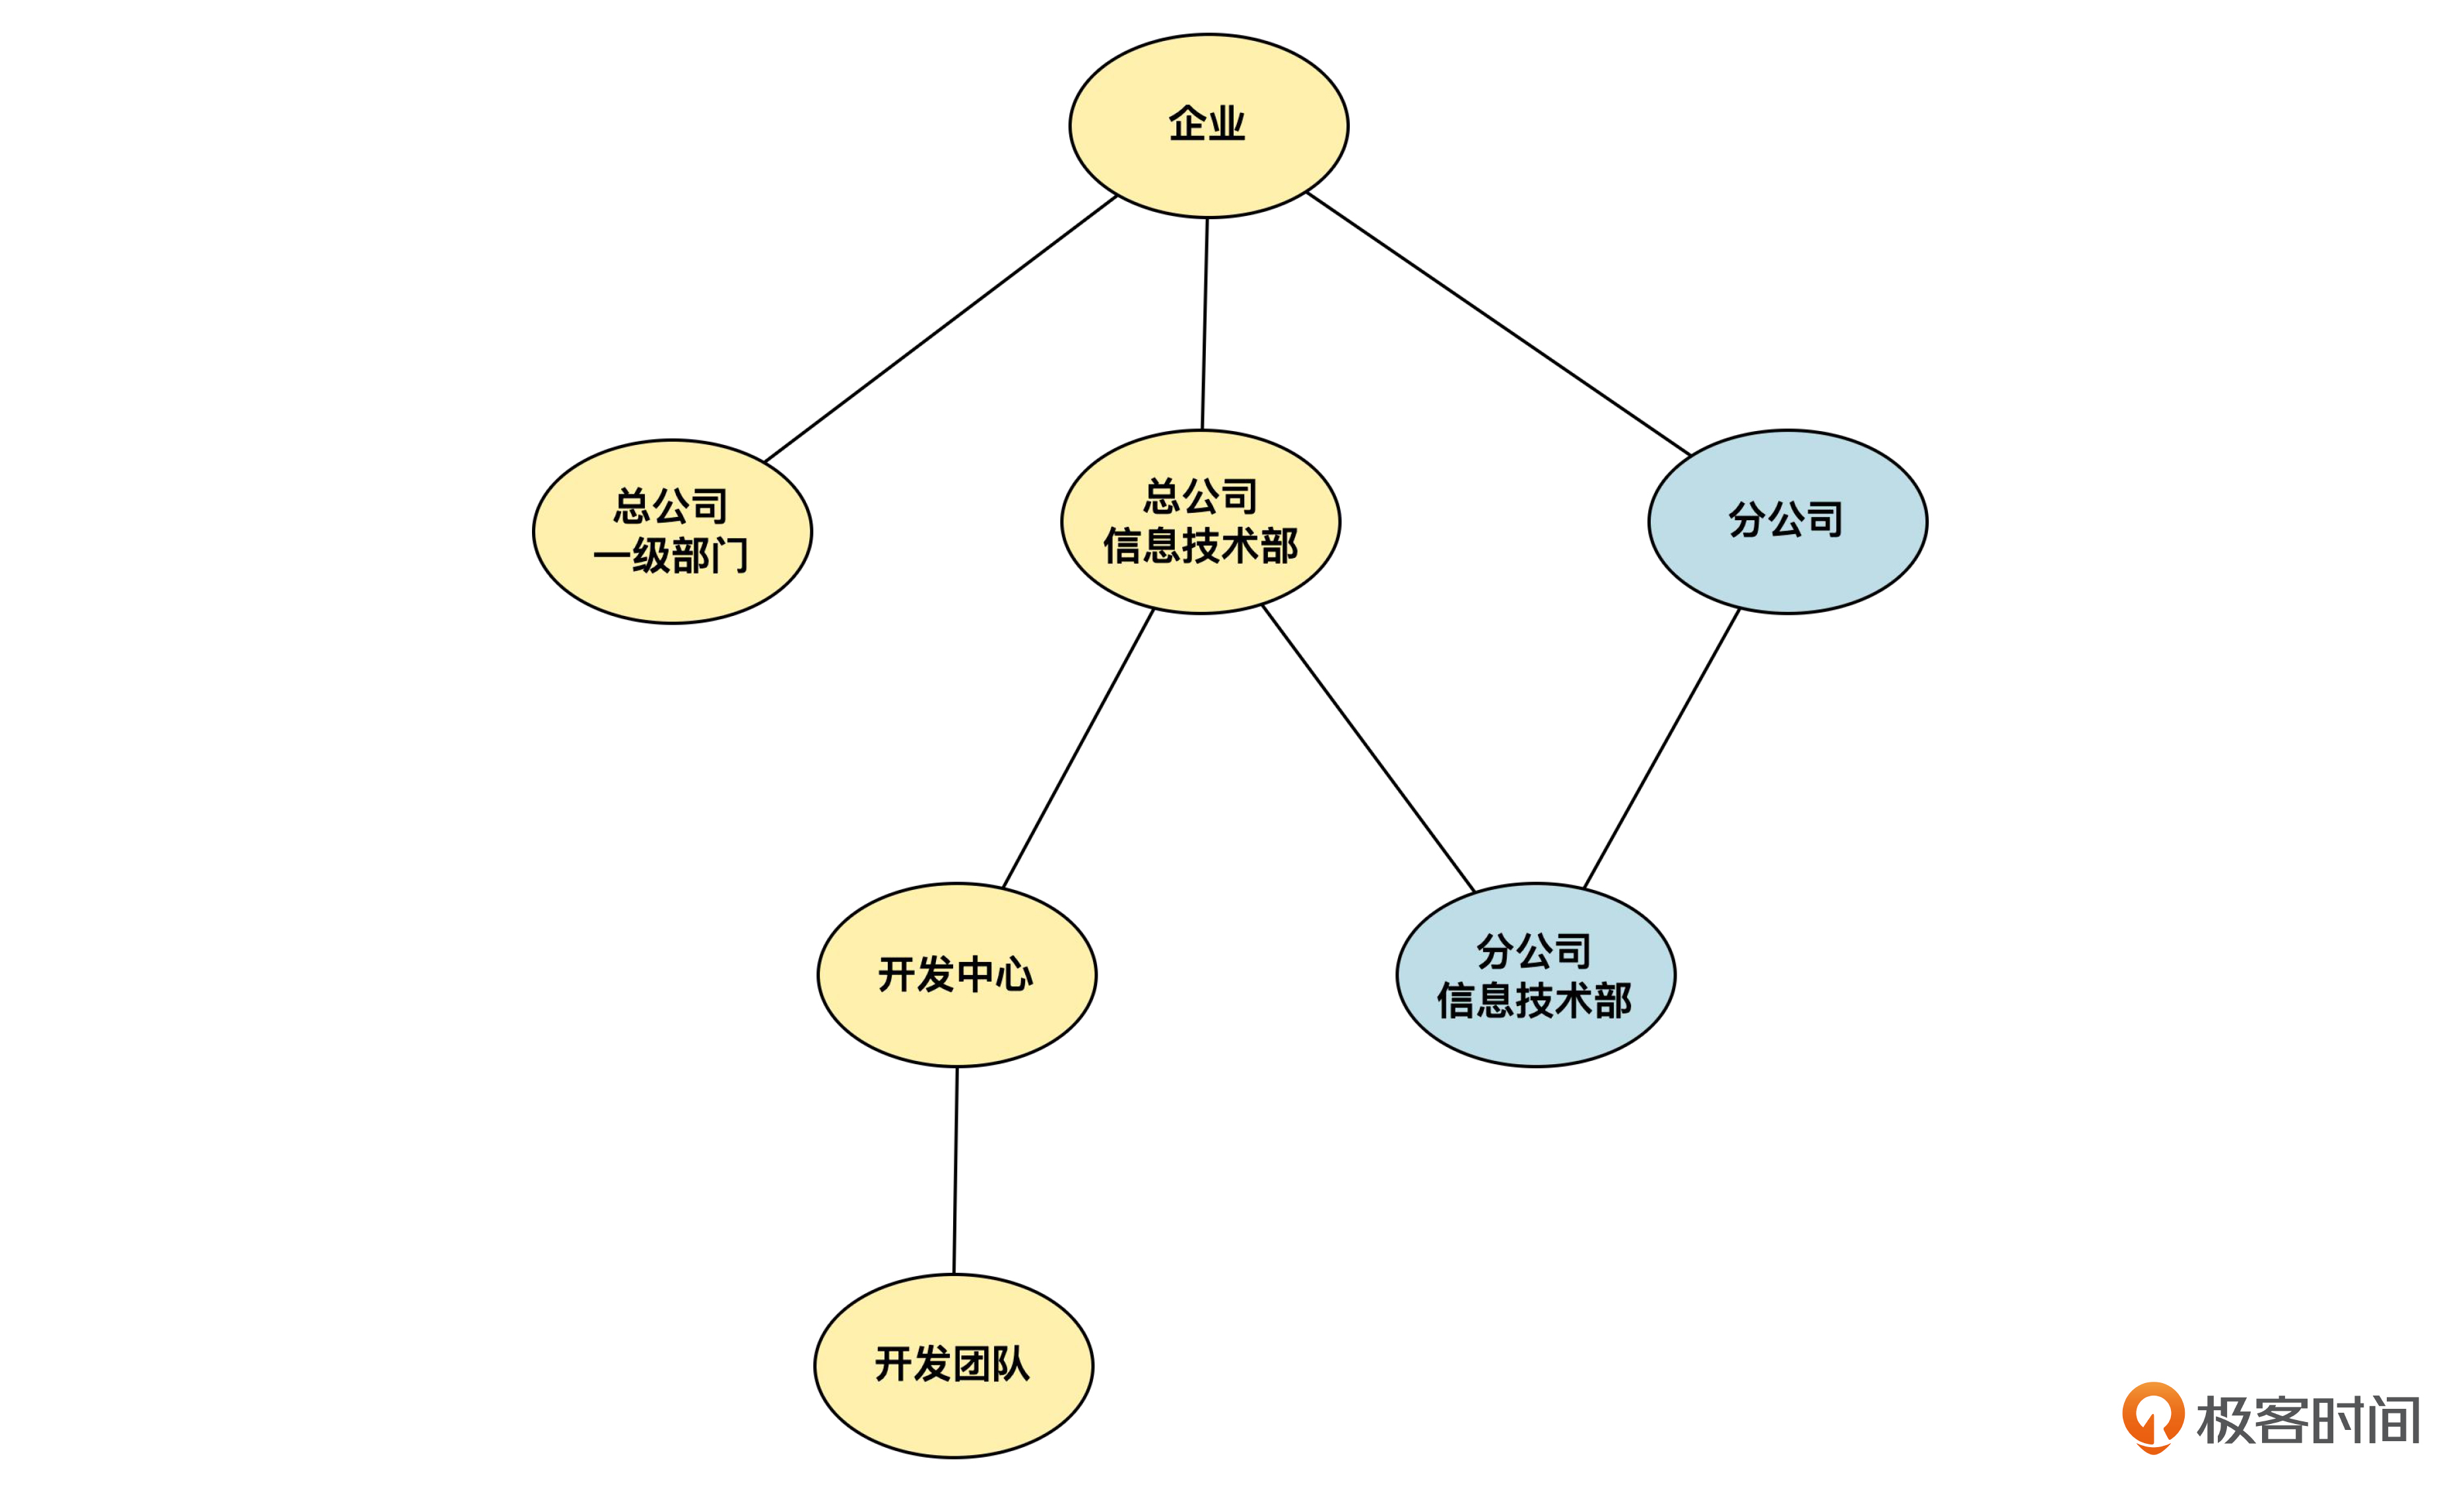 企业
总公司
一级部门
总公司
信息技术部
分公司
开发中心
分公司
信息技术部
开发团队
极客时间